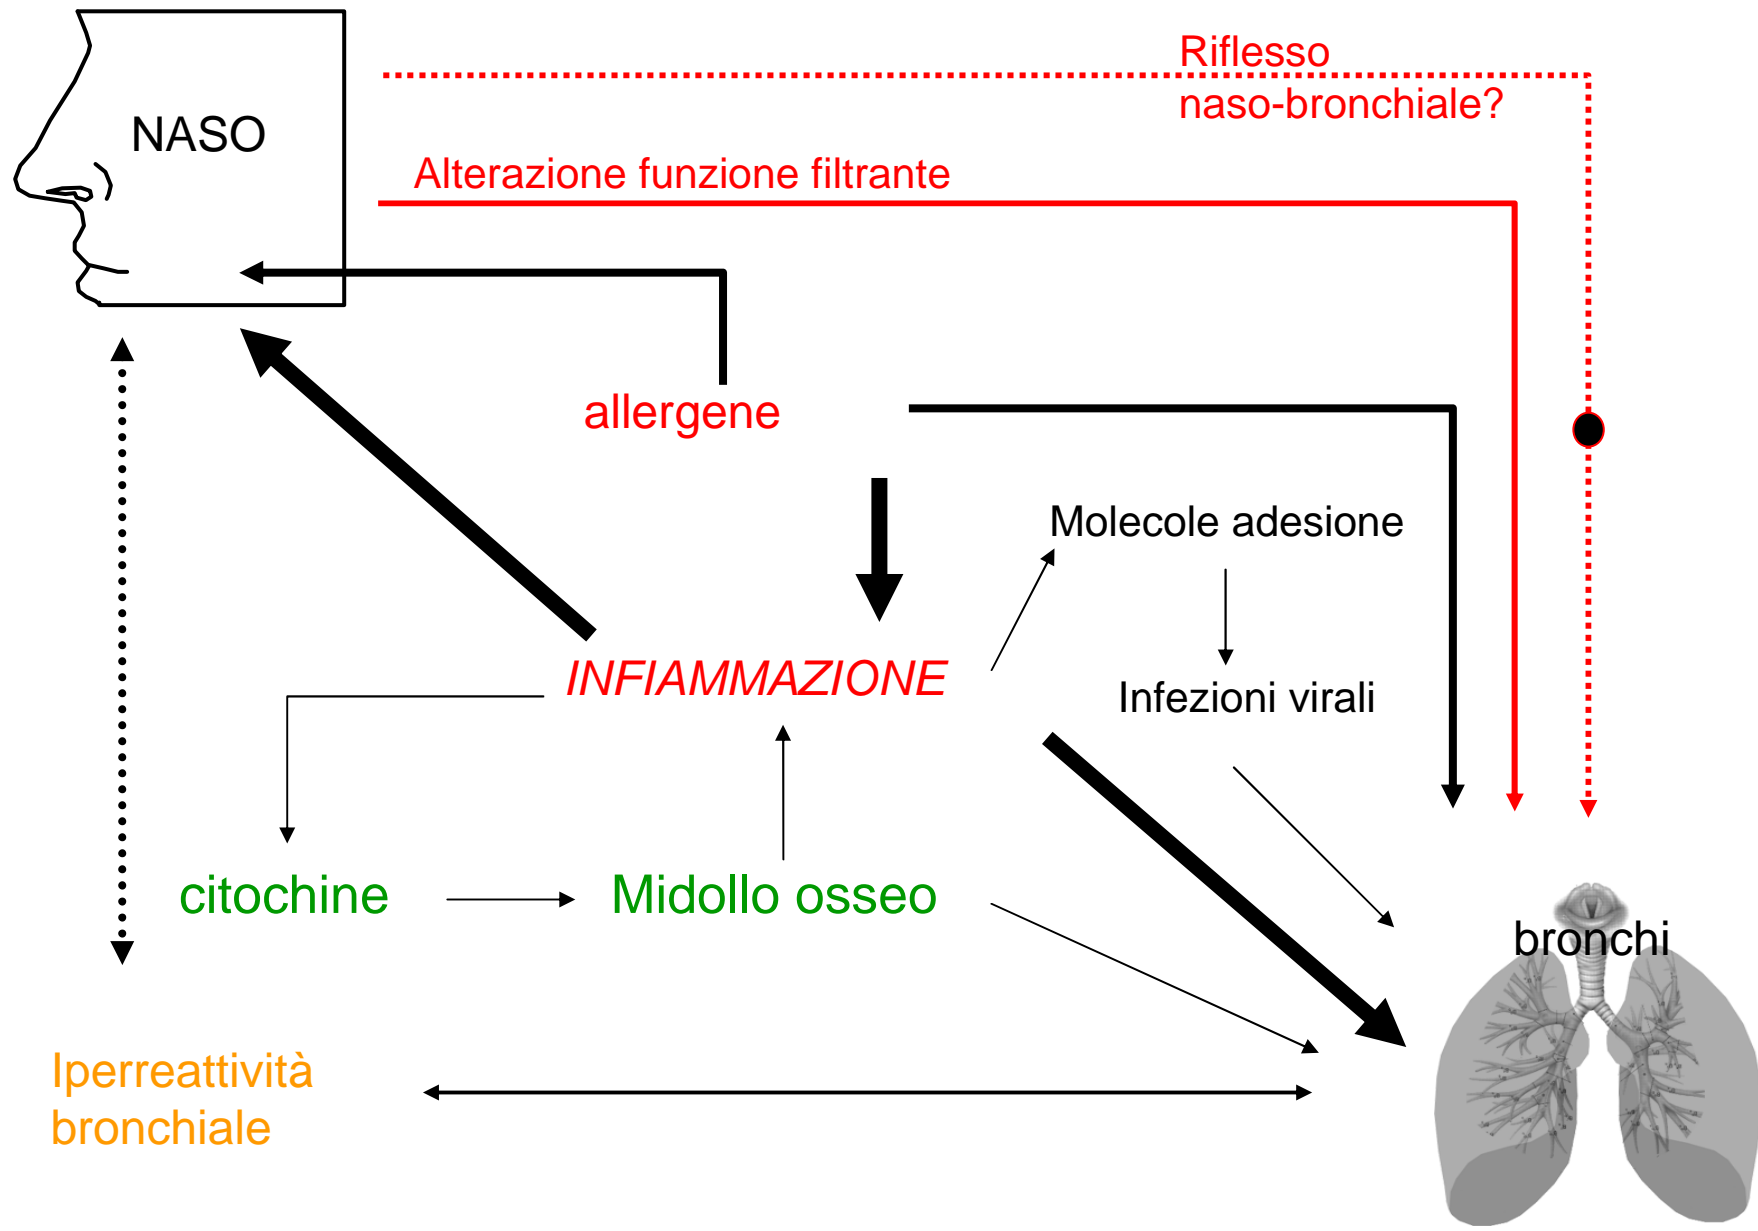 Riflesso
naso-bronchiale?
NASO
Alterazione funzione filtrante
allergene
Molecole adesione
INFIAMMAZIONE
Infezioni virali
citochine
Midollo osseo
bronchi
Iperreattività
bronchiale